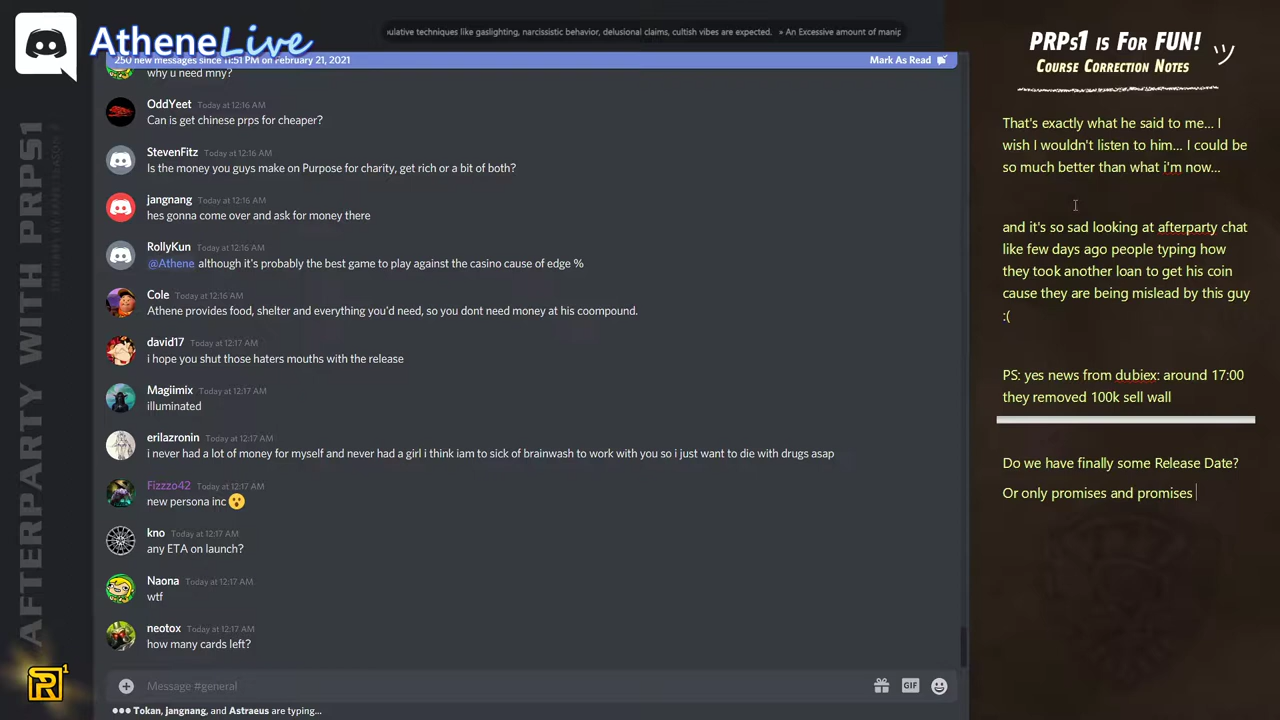 AtheneLive
ulative techniques like gaslighting, narcissistic behavior, delusional claims, cultish vibes are expected. » An Excessive amount of manip
250 new messages since 11:51 PM on February 21, 2021
Mark As Read
why u need mny?
OddYeet Today at 12:16 AM
Can is get chinese prps for cheaper?
StevenFitz Today at 12:16 AM
Is the money you guys make on Purpose for charity, get rich or a bit of both?
jangnang Today at 12:16 AM
hes gonna come over and ask for money there
RollyKun Today at 12:16 AM
@Athene although it's probably the best game to play against the casino cause of edge %
Cole Today at 12:16 AM
Athene provides food, shelter and everything you'd need, so you dont need money at his coompound.
david17 Today at 12:17 AM
i hope you shut those haters mouths with the release
Magiimix Today at 12:17 AM
illuminated
erilazronin Today at 12:17 AM
i never had a lot of money for myself and never had a girl i think iam to sick of brainwash to work with you so i just want to die with drugs asap
Fizzzo42 Today at 12:17 AM
new persona inc 😮
kno Today at 12:17 AM
any ETA on launch?
Naona Today at 12:17 AM
wtf
neotox Today at 12:17 AM
how many cards left?
Message #general
GIF
Tokan, jangnang, and Astraeus are typing...
AFTERPARTY WITH PRPS1
PRPs1 is For FUN! ツ
Course Correction Notes
That's exactly what he said to me... I
wish I wouldn't listen to him... I could be
so much better than what i'm now...
and it's so sad looking at afterparty chat
like few days ago people typing how
they took another loan to get his coin
cause they are being mislead by this guy
:(
PS: yes news from dubiex: around 17:00
they removed 100k sell wall
Do we have finally some Release Date?
Or only promises and promises